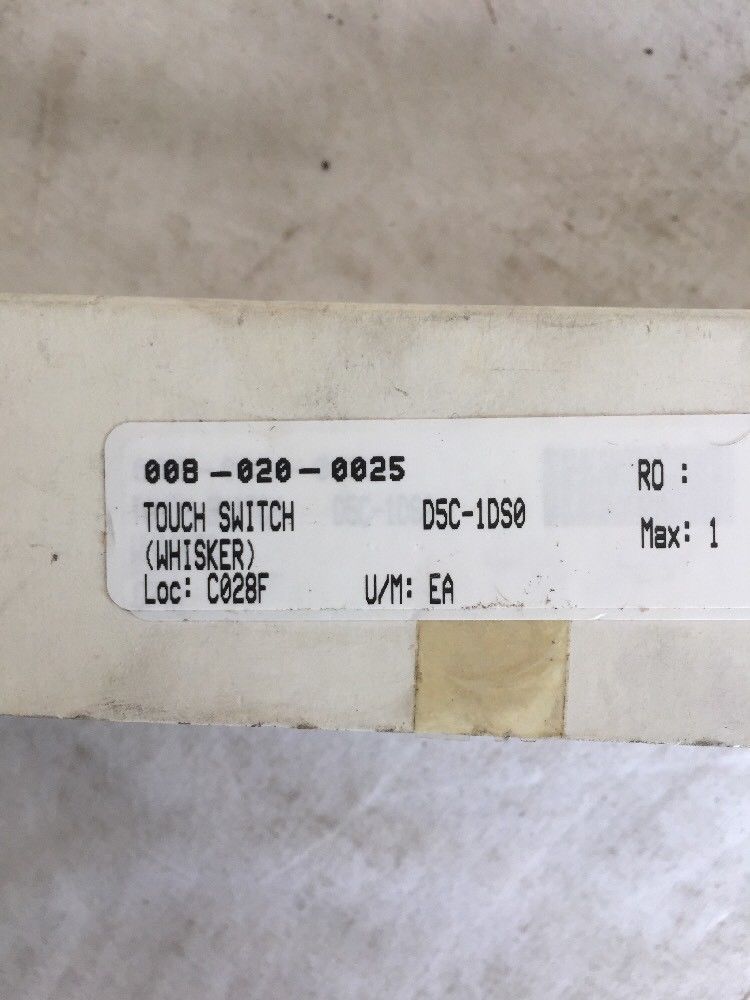 008-020-0025 RO :
TOUCH SWITCH D5C-1DS0 Max: 1
(WHISKER)
Loc: C028F U/M: EA